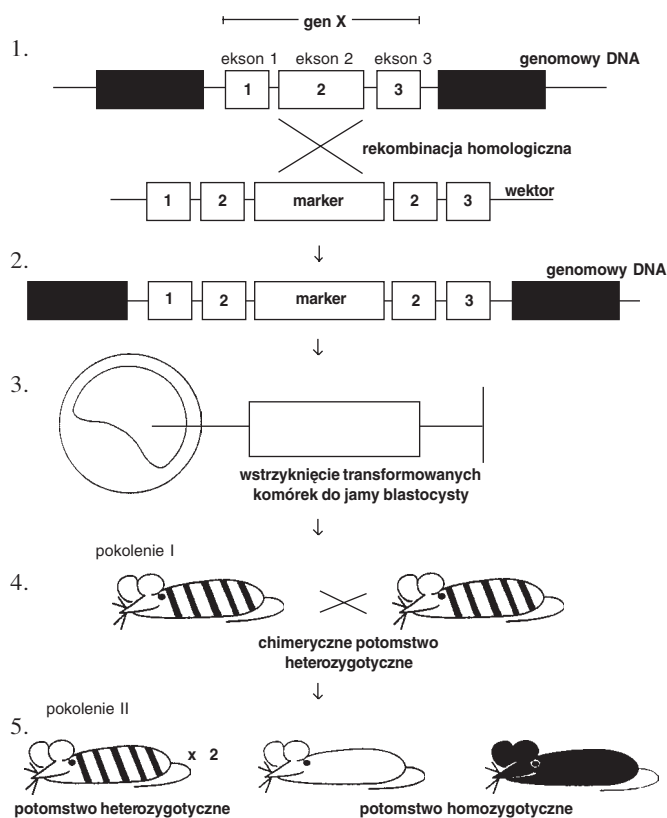 gen X
1.
ekson 1 ekson 2 ekson 3 genomowy DNA
1 2 3
rekombinacja homologiczna
1 2 marker 2 3 wektor
2.
genomowy DNA
1 2 marker 2 3
3.
wstrzyknięcie transformowanych
komórek do jamy blastocysty
pokolenie I
4.
chimeryczne potomstwo
heterozygotyczne
pokolenie II
5.
x 2
potomstwo heterozygotyczne potomstwo homozygotyczne